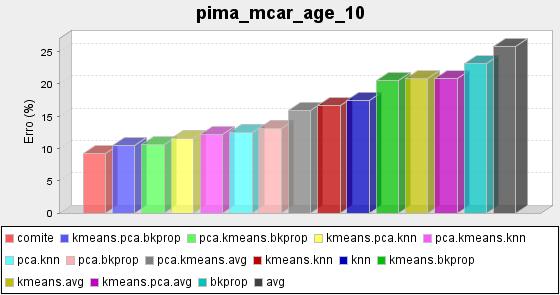 pima_mcar_age_10
Erro (%)
25
20
15
10
5
0
comite kmeans.pca.bkprop pca.kmeans.bkprop kmeans.pca.knn pca.kmeans.knn
pca.knn pca.bkprop pca.kmeans.avg kmeans.knn knn kmeans.bkprop
kmeans.avg kmeans.pca.avg bkprop avg